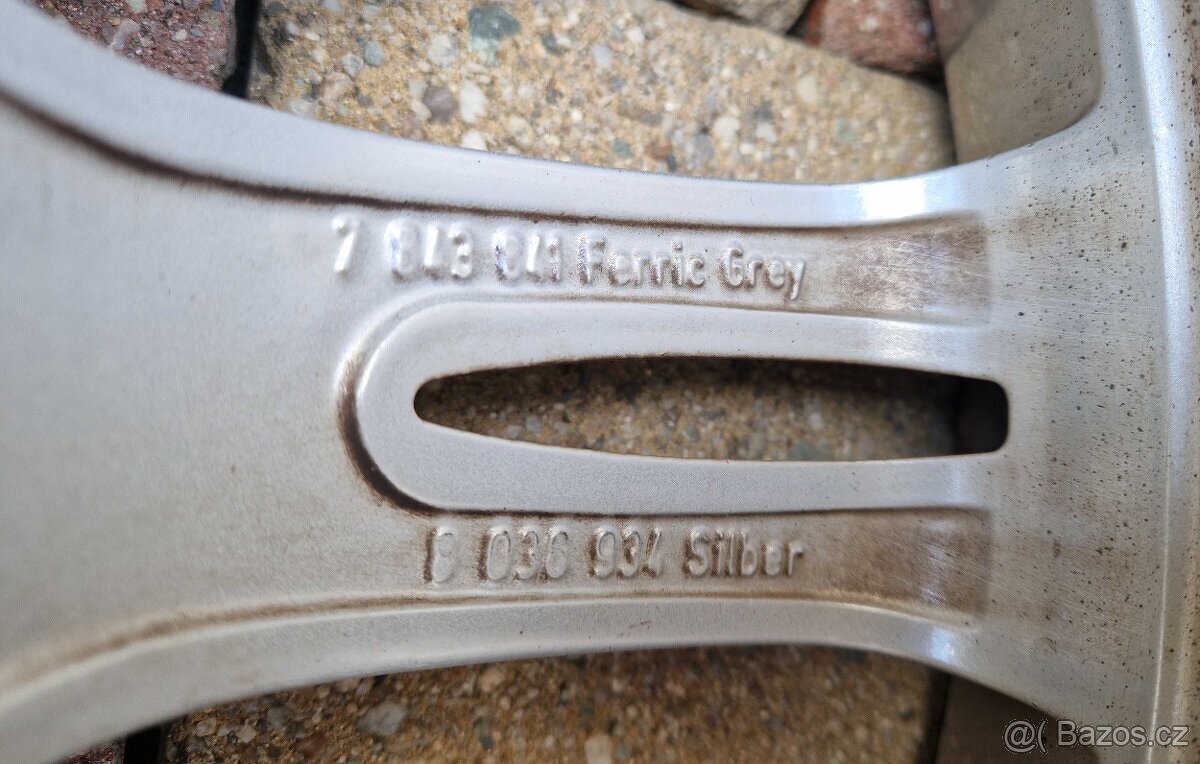 7 843 841 Ferric Grey
8 036 934 Silber
@( Bazos.cz